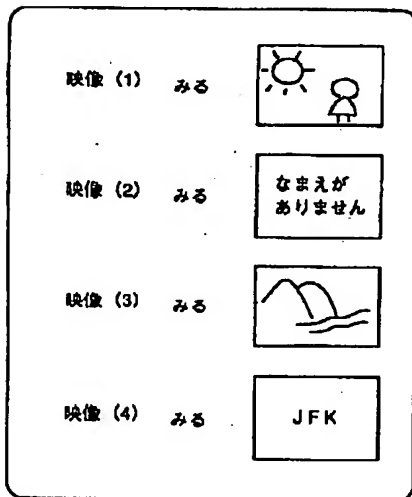 映像 (1) みる
映像 (2) みる
なまえが
ありません
映像 (3) みる
映像 (4) みる
JFK